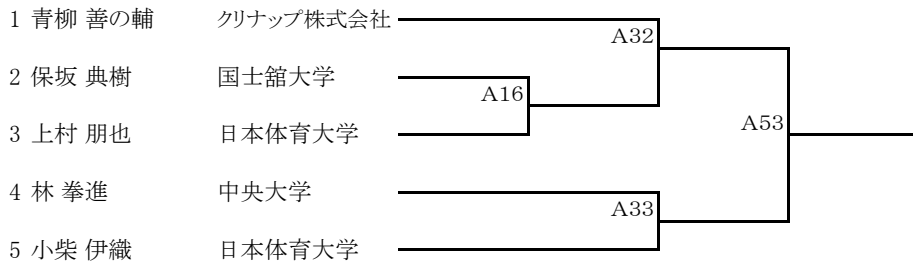 1 青柳 善の輔 クリナップ株式会社
A32
2 保坂 典樹 国士舘大学
A16
3 上村 朋也 日本体育大学
A53
4 林 拳進 中央大学
A33
5 小柴 伊織 日本体育大学